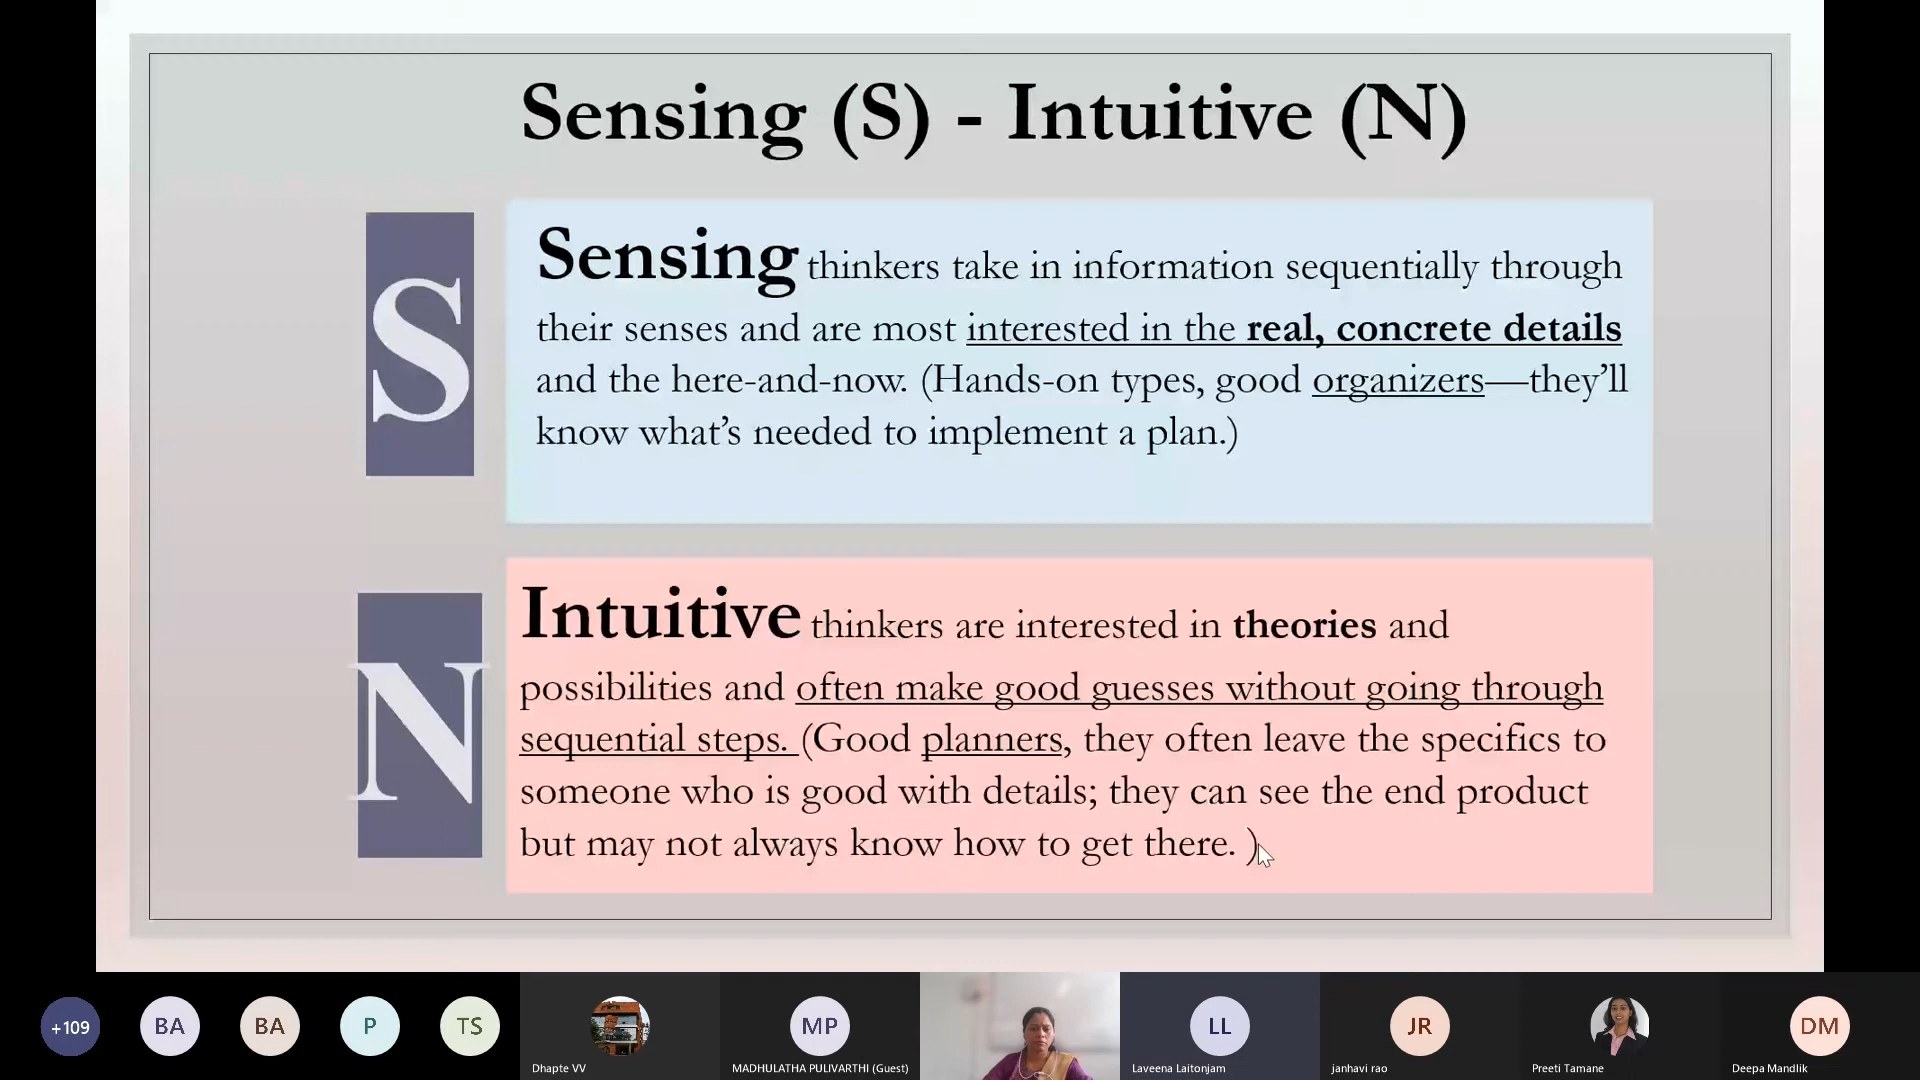 Sensing (S) - Intuitive (N)
S
Sensing thinkers take in information sequentially through
their senses and are most interested in the real, concrete details
and the here-and-now. (Hands-on types, good organizers—they’ll
know what’s needed to implement a plan.)
N
Intuitive thinkers are interested in theories and
possibilities and often make good guesses without going through
sequential steps. (Good planners, they often leave the specifics to
someone who is good with details; they can see the end product
but may not always know how to get there. )
+109
BA
BA
P
TS
MP
LL
JR
DM
Dhapte VV
MADHULATHA PULIVARTHI (Guest)
Laveena Laitonjam
janhavi rao
Preeti Tamane
Deepa Mandlik